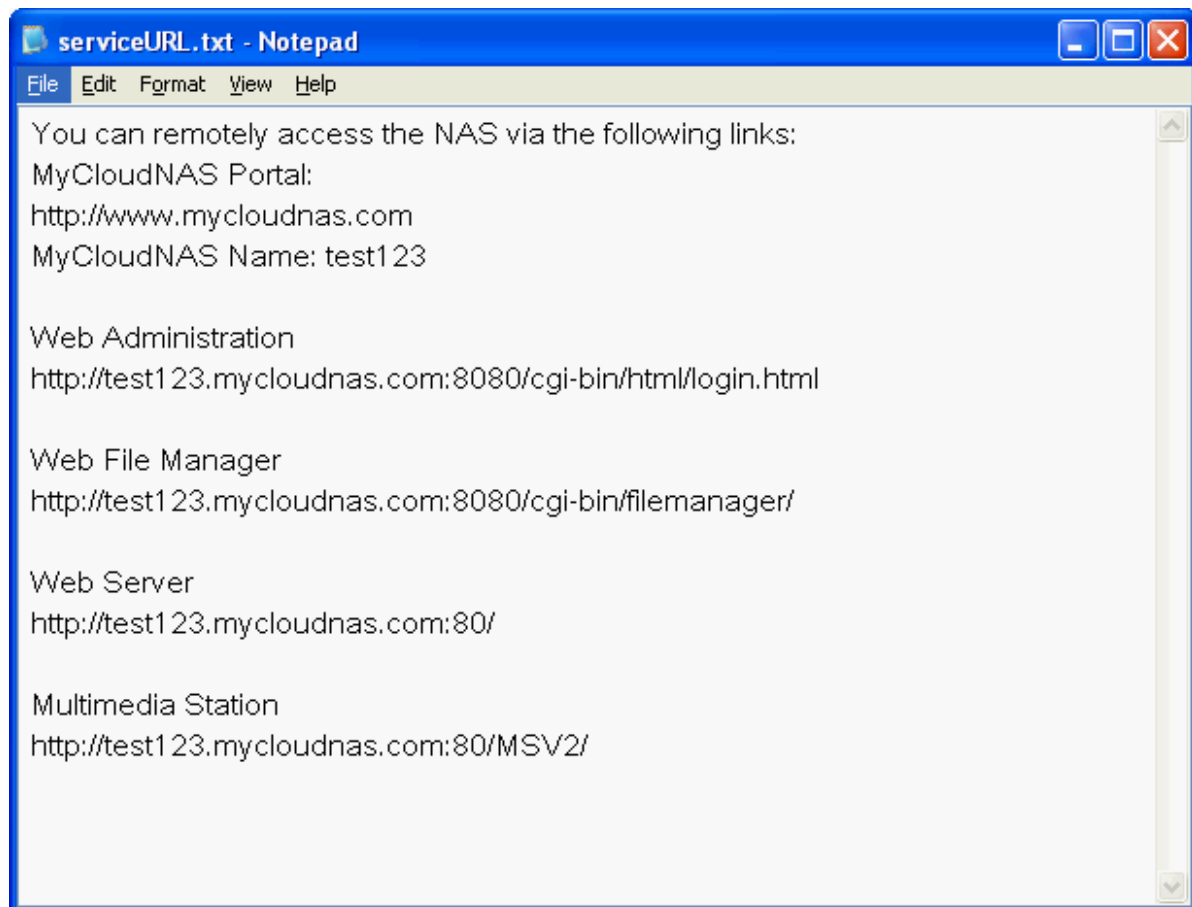 serviceURL.txt - Notepad
File Edit Format View Help
You can remotely access the NAS via the following links:
MyCloudNAS Portal:
http://www.mycloudnas.com
MyCloudNAS Name: test123
Web Administration
http://test123.mycloudnas.com:8080/cgi-bin/html/login.html
Web File Manager
http://test123.mycloudnas.com:8080/cgi-bin/filemanager/
Web Server
http://test123.mycloudnas.com:80/
Multimedia Station
http://test123.mycloudnas.com:80/MSV2/